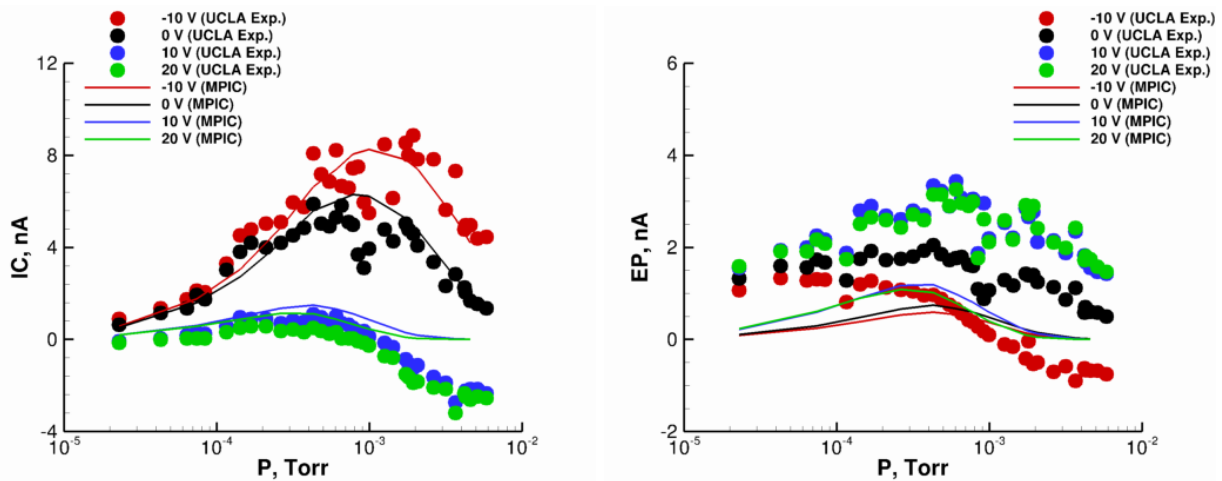 -10 V (UCLA Exp.)
0 V (UCLA Exp.)
10 V (UCLA Exp.)
20 V (UCLA Exp.)
-10 V (MPIC)
0 V (MPIC)
10 V (MPIC)
20 V (MPIC)
12
8
4
0
-4
IC, nA
10-5
10-4
10-3
10-2
P, Torr
-10 V (UCLA Exp.)
0 V (UCLA Exp.)
10 V (UCLA Exp.)
20 V (UCLA Exp.)
-10 V (MPIC)
0 V (MPIC)
10 V (MPIC)
20 V (MPIC)
6
4
2
0
-2
EP, nA
10-5
10-4
10-3
10-2
P, Torr